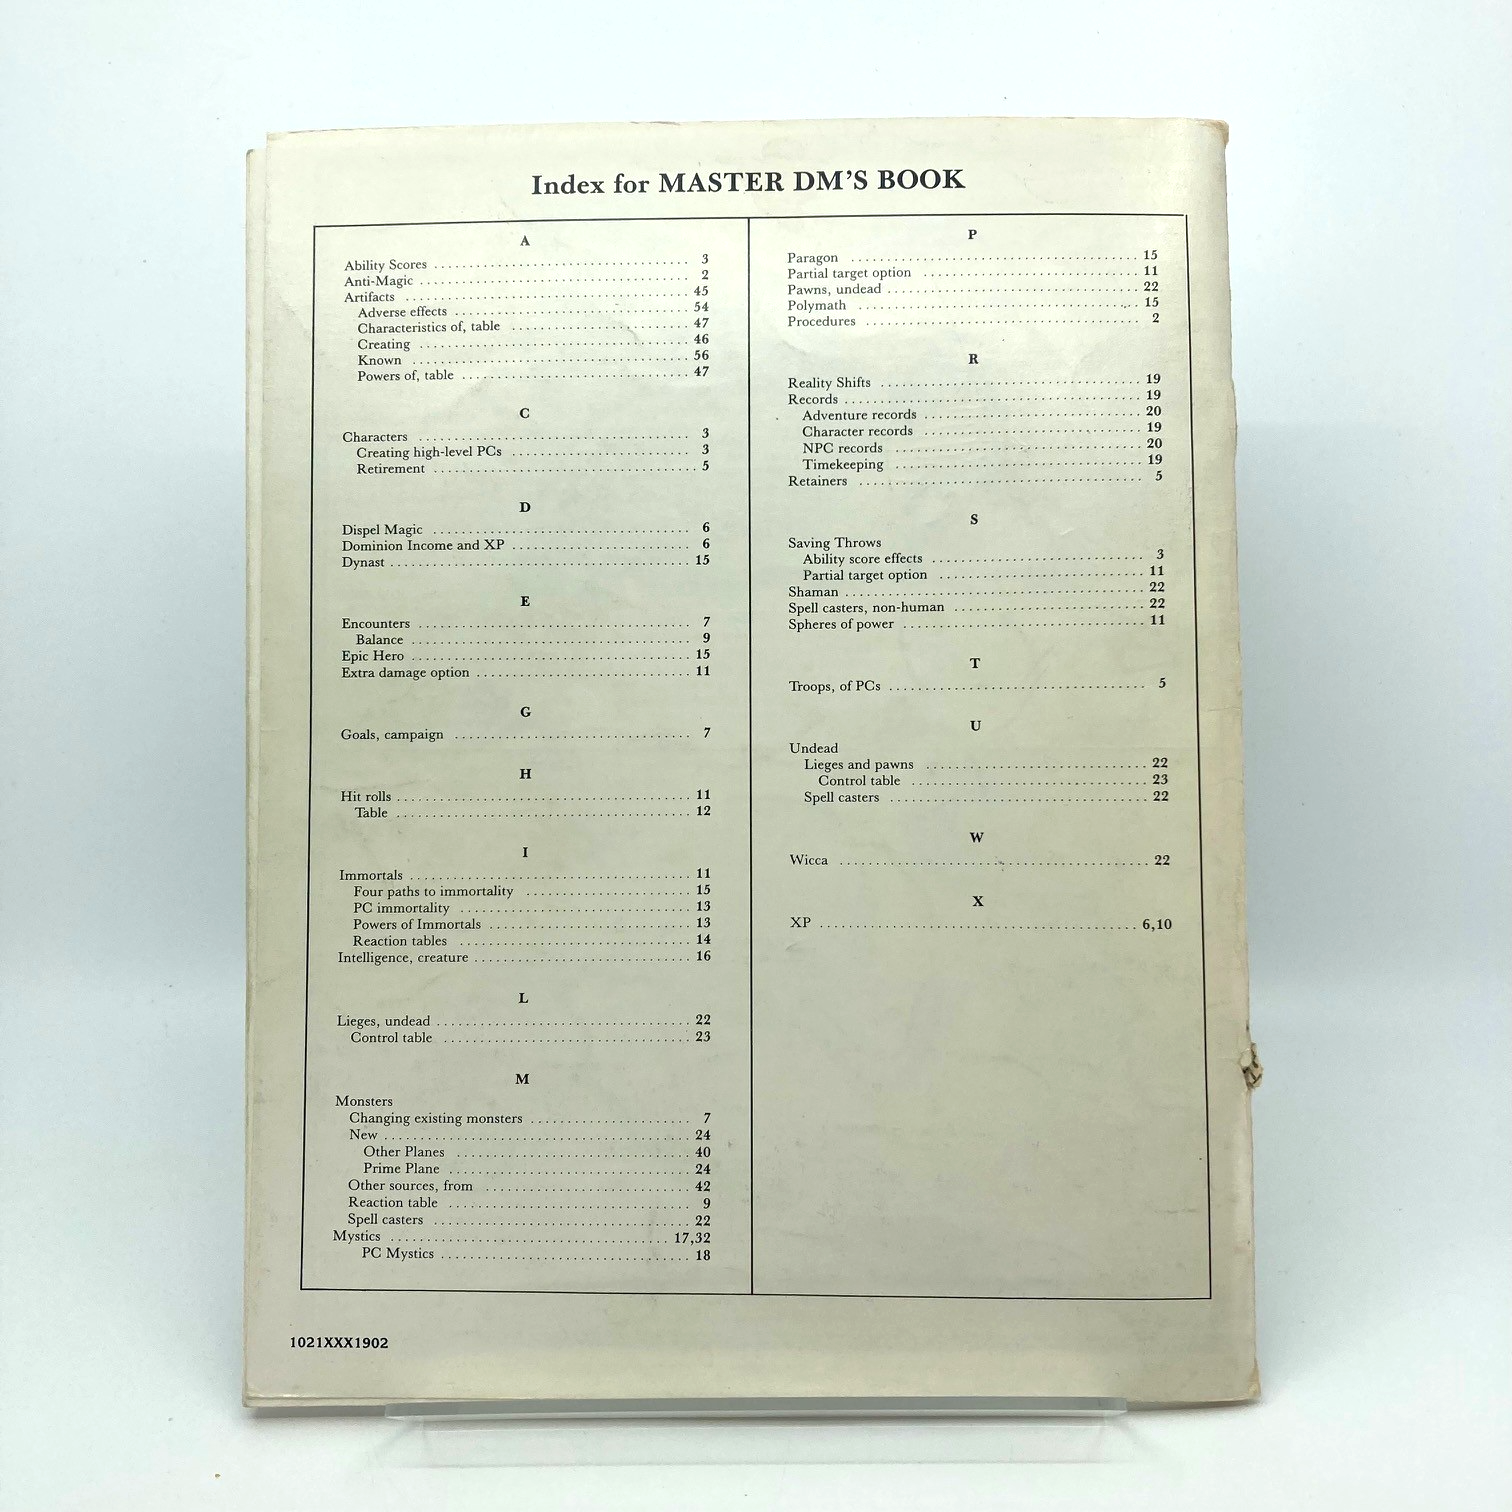 Index for MASTER DM'S BOOK
A
Ability Scores 3
Anti-Magic 2
Artifacts 45
Adverse effects 54
Characteristics of, table 47
Creating 46
Known 56
Powers of, table 47
C
Characters 3
Creating high-level PCs 3
Retirement 5
D
Dispel Magic 6
Dominion Income and XP 6
Dynast 15
E
Encounters 7
Balance 9
Epic Hero 15
Extra damage option 11
G
Goals, campaign 7
H
Hit rolls 11
Table 12
I
Immortals 11
Four paths to immortality 15
PC immortality 13
Powers of Immortals 13
Reaction tables 14
Intelligence, creature 16
L
Lieges, undead 22
Control table 23
M
Monsters
Changing existing monsters 7
New 24
Other Planes 40
Prime Plane 24
Other sources, from 42
Reaction table 9
Spell casters 22
Mystics 17,32
PC Mystics 18
P
Paragon 15
Partial target option 11
Pawns, undead 22
Polymath 15
Procedures 2
R
Reality Shifts 19
Records 19
Adventure records 20
Character records 19
NPC records 20
Timekeeping 19
Retainers 5
S
Saving Throws
Ability score effects 3
Partial target option 11
Shaman 22
Spell casters, non-human 22
Spheres of power 11
T
Troops, of PCs 5
U
Undead
Lieges and pawns 22
Control table 23
Spell casters 22
W
Wicca 22
X
XP 6,10
1021XXX1902